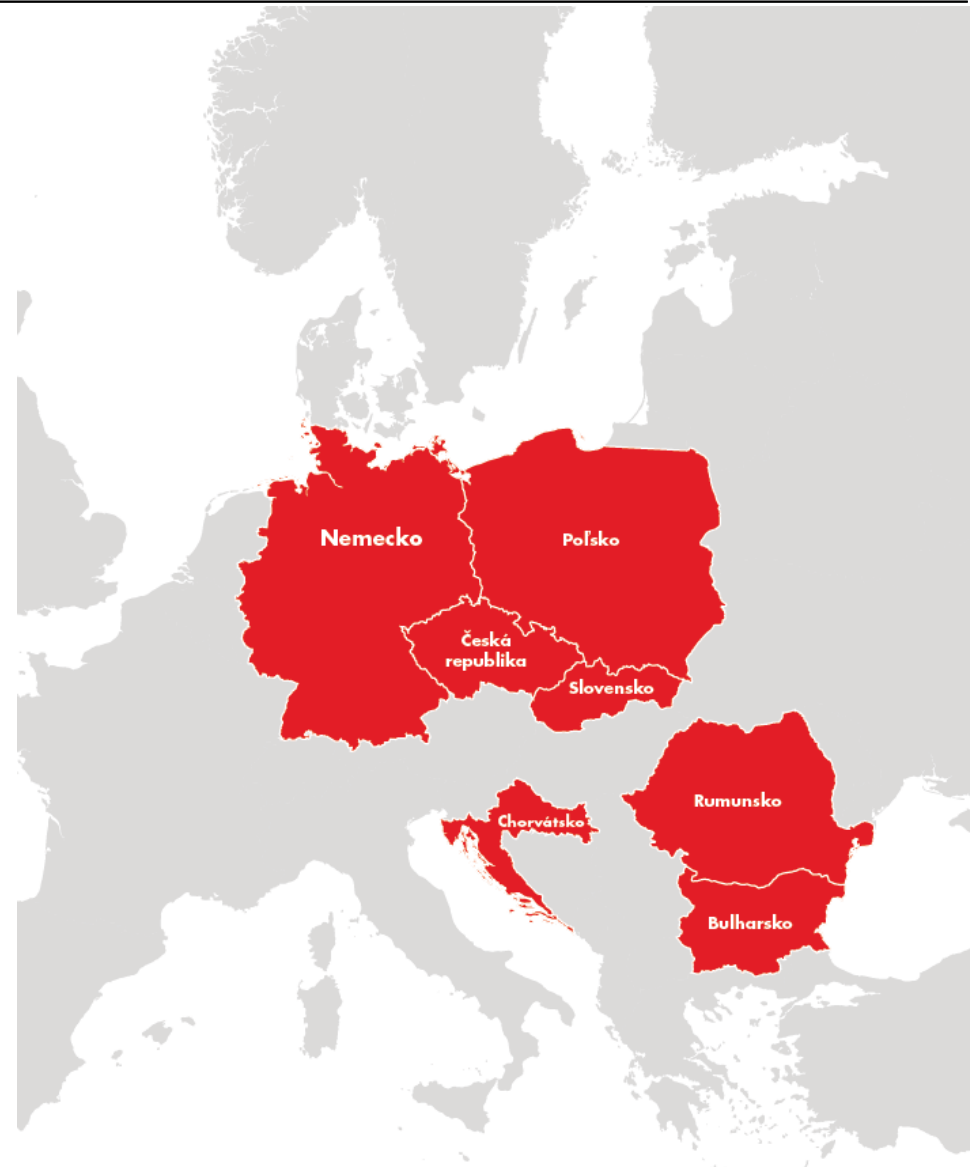 Nemecko
Poľsko
Česká
republika
Slovensko
Rumunsko
Chorvátsko
Bulharsko